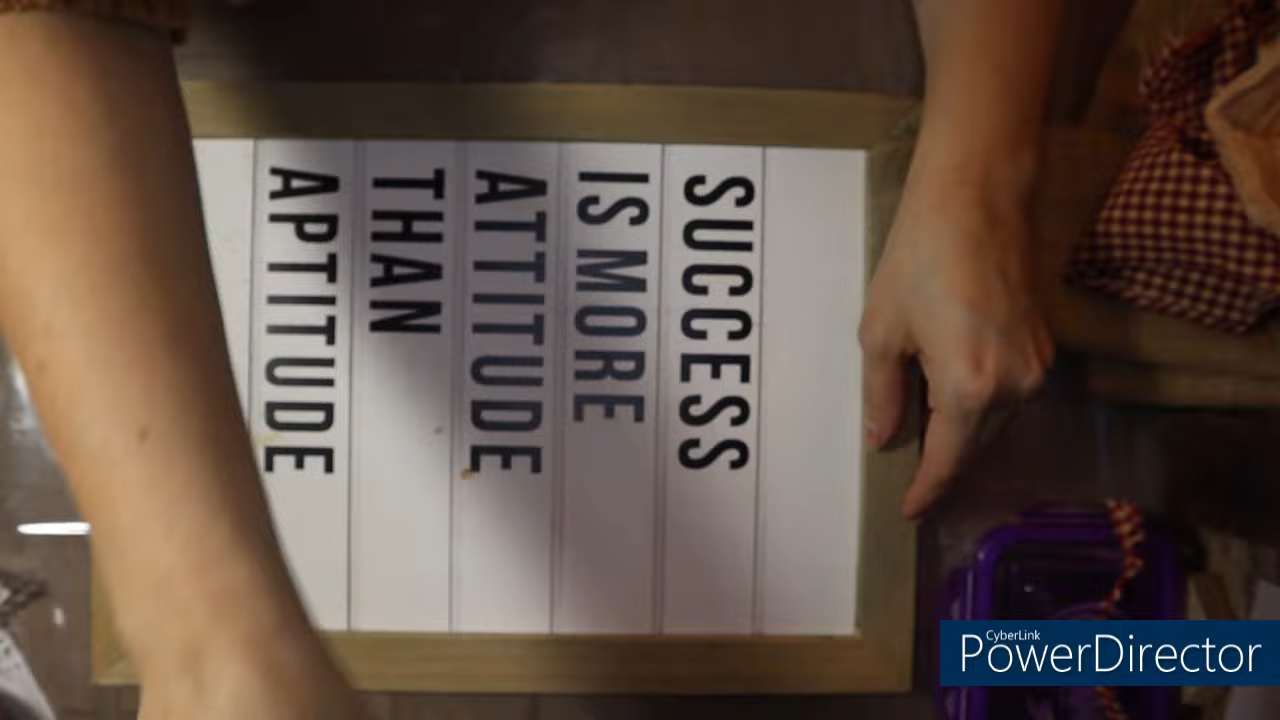 SUCCESS
IS MORE
ATTITUDE
THAN
APTITUDE
CyberLink
PowerDirector